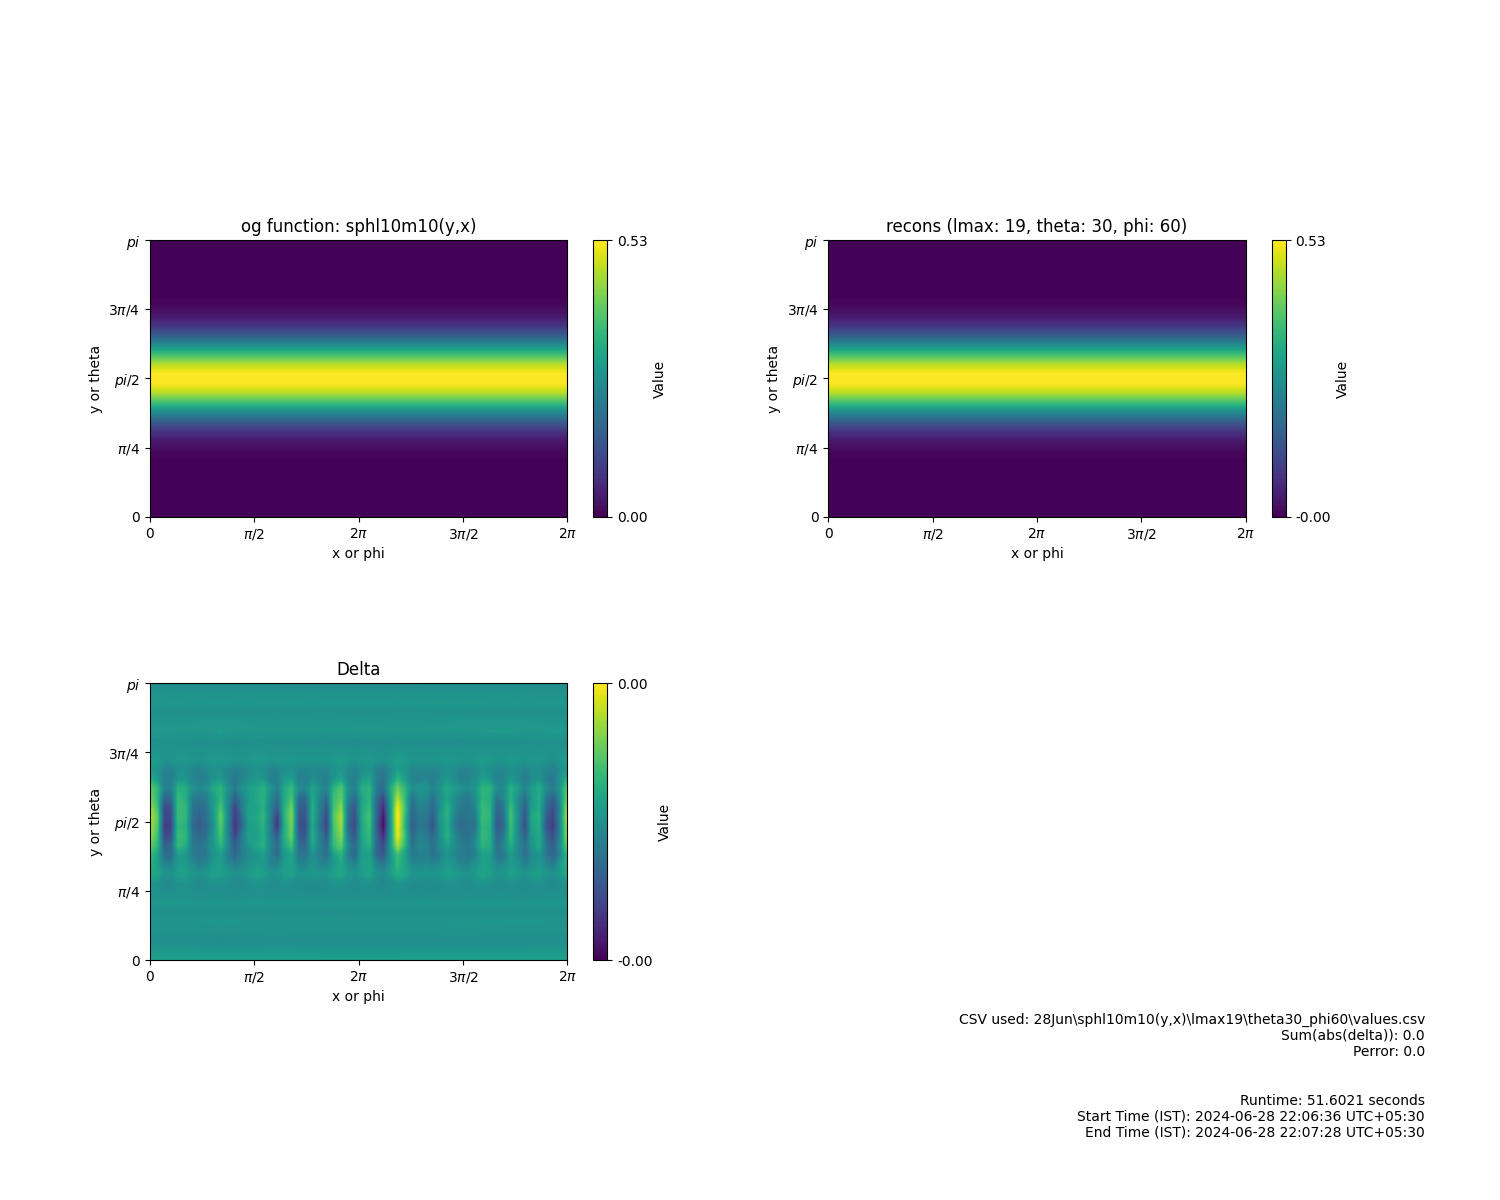 og function: sphl10m10(y,x)
pi
3π/4
pi/2
π/4
0
y or theta
0 π/2 2π 3π/2 2π
x or phi
0.53
0.00
Value
recons (lmax: 19, theta: 30, phi: 60)
pi
3π/4
pi/2
π/4
0
y or theta
0 π/2 2π 3π/2 2π
x or phi
0.53
-0.00
Value
Delta
pi
3π/4
pi/2
π/4
0
y or theta
0 π/2 2π 3π/2 2π
x or phi
0.00
-0.00
Value
CSV used: 28Jun\sphl10m10(y,x)\lmax19\theta30_phi60\values.csv
Sum(abs(delta)): 0.0
Perror: 0.0
Runtime: 51.6021 seconds
Start Time (IST): 2024-06-28 22:06:36 UTC+05:30
End Time (IST): 2024-06-28 22:07:28 UTC+05:30